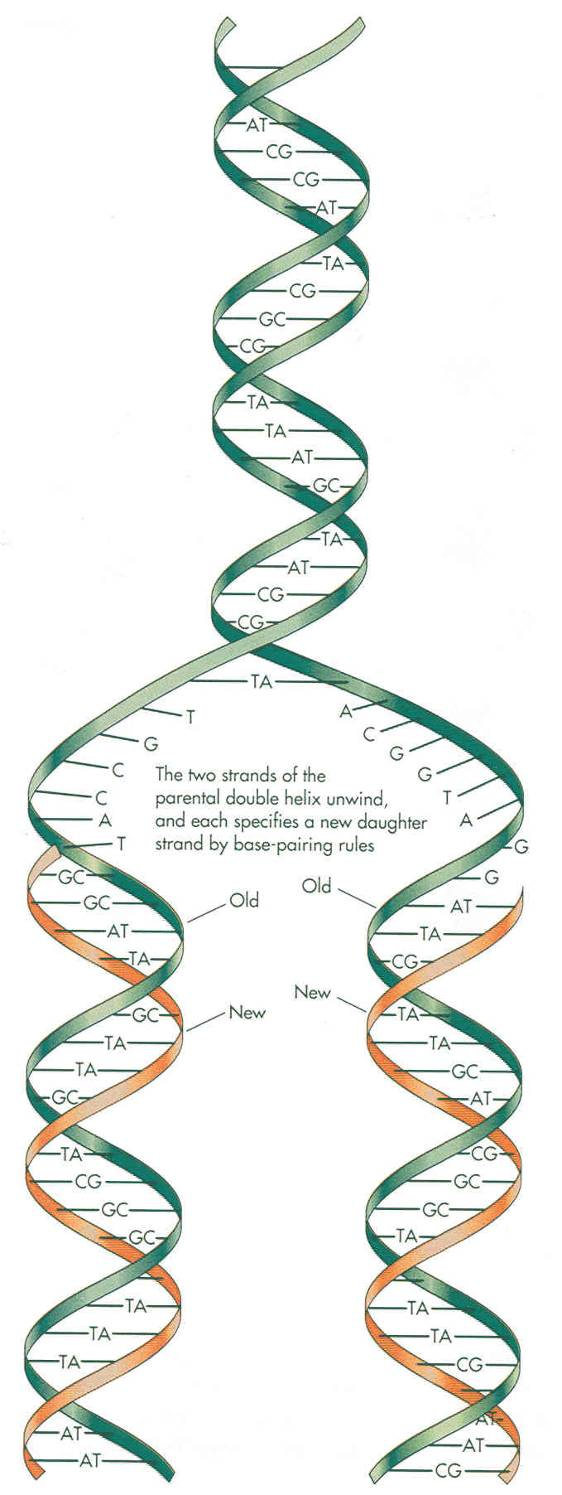 AT
CG
CG
AT
TA
CG
GC
CG
TA
TA
AT
GC
TA
AT
CG
CG
TA
T
G
C
C
A
T
A
C
G
G
T
A
G
G
The two strands of the
parental double helix unwind,
and each specifies a new daughter
strand by base-pairing rules
GC
GC
AT
TA
Old
GC
New
TA
TA
GC
TA
CG
GC
GC
TA
TA
TA
AT
AT
Old
AT
TA
CG
New
TA
TA
GC
AT
CG
GC
GC
TA
TA
TA
CG
AT
AT
CG